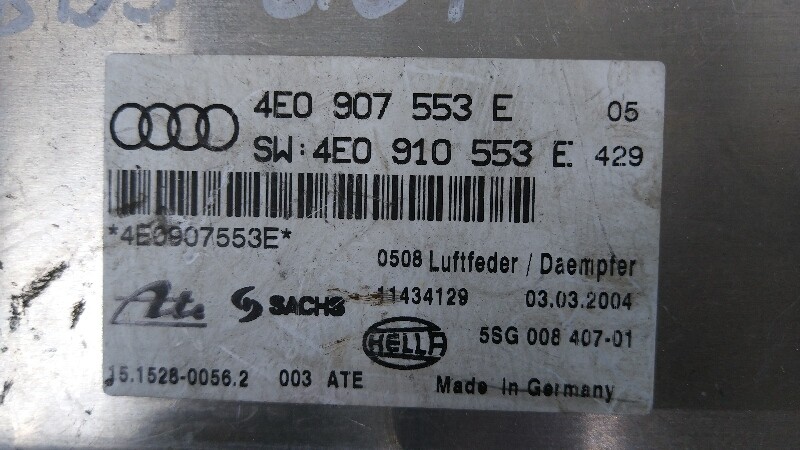 4E0 907 553 E 05
SW: 4E0 910 553 E 429
*4E0907553E*
0508 Luftfeder / Daempfer
Ate SACHS 11434129 03.03.2004
HELLA 5SG 008 407-01
15.1528-0056.2 003 ATE Made in Germany